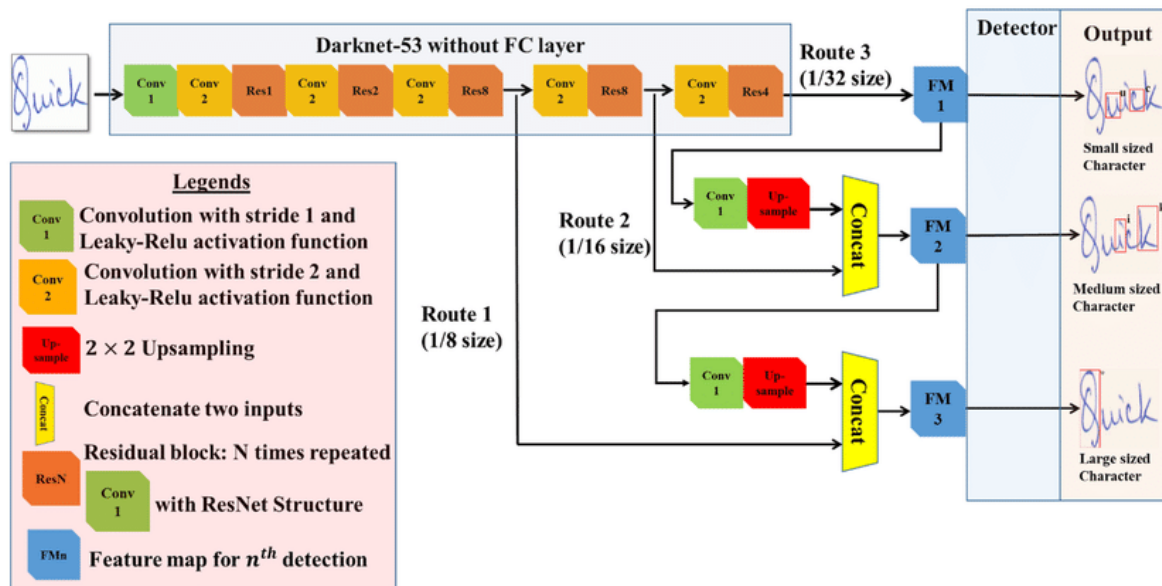 Darknet-53 without FC layer
Quick
Conv 1
Conv 2
Res1
Conv 2
Res2
Conv 2
Res8
Conv 2
Res8
Conv 2
Res4
Route 3
(1/32 size)
FM 1
Detector
Output
Quick
u
c
Small sized
Character
Conv 1
Up-sample
Concat
Route 2
(1/16 size)
FM 2
Quick
i
Medium sized
Character
Route 1
(1/8 size)
Conv 1
Up-sample
Concat
FM 3
Quick
Large sized
Character
Legends
Conv 1
Convolution with stride 1 and
Leaky-Relu activation function
Conv 2
Convolution with stride 2 and
Leaky-Relu activation function
Up-sample
2 × 2 Upsampling
Concat
Concatenate two inputs
Residual block: N times repeated
ResN
Conv 1
with ResNet Structure
FMn
Feature map for nth detection